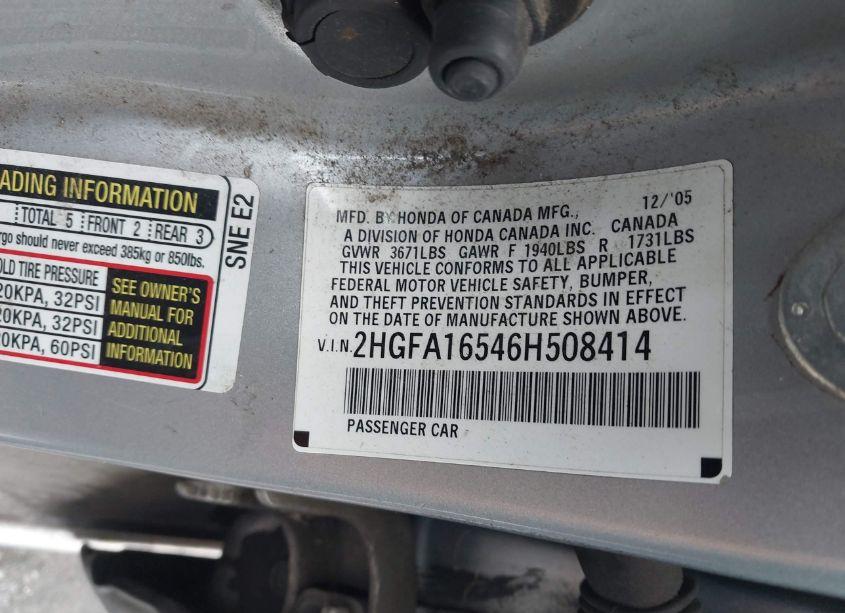 ADING INFORMATION
TOTAL 5 FRONT 2 REAR 3
rgo should never exceed 385kg or 850lbs.
OLD TIRE PRESSURE
20KPA, 32PSI
20KPA, 32PSI
20KPA, 60PSI
SEE OWNER'S
MANUAL FOR
ADDITIONAL
INFORMATION
SNE E2
MFD. BY HONDA OF CANADA MFG., 12/'05
A DIVISION OF HONDA CANADA INC. CANADA
GVWR 3671LBS GAWR F 1940LBS R 1731LBS
THIS VEHICLE CONFORMS TO ALL APPLICABLE
FEDERAL MOTOR VEHICLE SAFETY, BUMPER,
AND THEFT PREVENTION STANDARDS IN EFFECT
ON THE DATE OF MANUFACTURE SHOWN ABOVE.
V.I.N. 2HGFA16546H508414
PASSENGER CAR